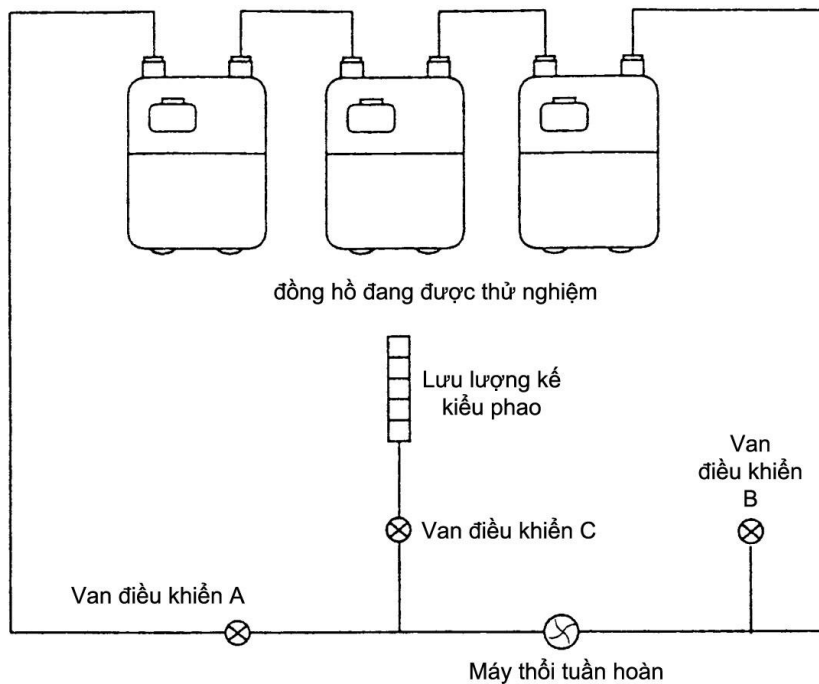 đồng hồ đang được thử nghiệm
Lưu lượng kế
kiểu phao
Van
điều khiển
B
Van điều khiển C
Van điều khiển A
Máy thổi tuần hoàn